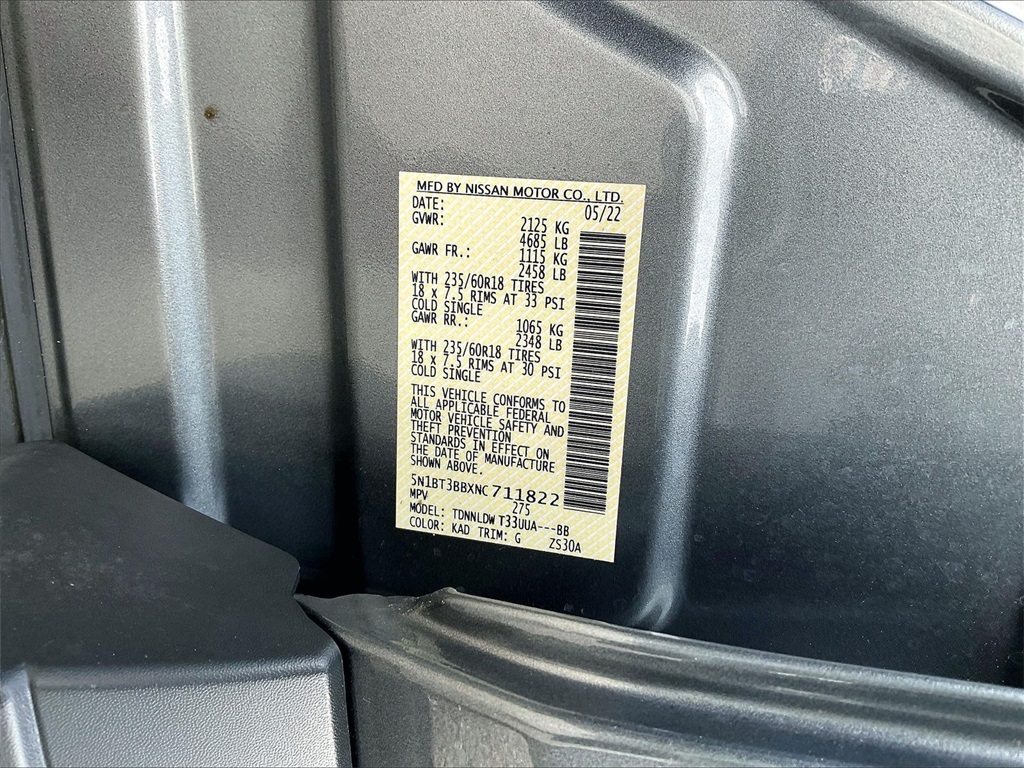 MFD BY NISSAN MOTOR CO., LTD.
DATE: 05/22
GVWR: 2125 KG
4685 LB
GAWR FR.: 1115 KG
2458 LB
WITH 235/60R18 TIRES
18 x 7.5 RIMS AT 33 PSI
COLD SINGLE
GAWR RR.: 1065 KG
2348 LB
WITH 235/60R18 TIRES
18 x 7.5 RIMS AT 30 PSI
COLD SINGLE
THIS VEHICLE CONFORMS TO
ALL APPLICABLE FEDERAL
MOTOR VEHICLE SAFETY AND
THEFT PREVENTION
STANDARDS IN EFFECT ON
THE DATE OF MANUFACTURE
SHOWN ABOVE.
5N1BT3BBXNC711822
MPV 275
MODEL: TDNNLDWT33UUA---BB
COLOR: KAD TRIM: G ZS30A